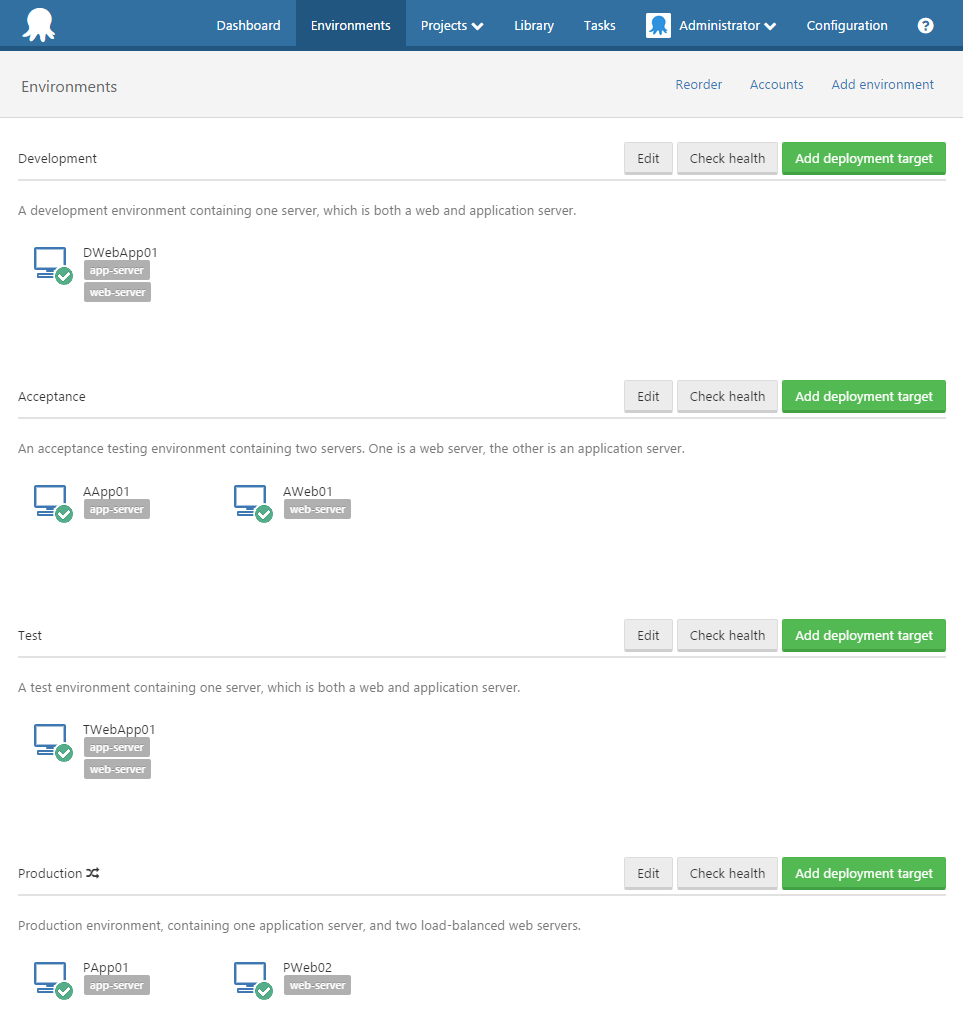 Dashboard Environments Projects Library Tasks Administrator Configuration ?
Environments Reorder Accounts Add environment
Development Edit Check health Add deployment target
A development environment containing one server, which is both a web and application server.
DWebApp01
app-server
web-server
Acceptance Edit Check health Add deployment target
An acceptance testing environment containing two servers. One is a web server, the other is an application server.
AApp01 AWeb01
app-server web-server
Test Edit Check health Add deployment target
A test environment containing one server, which is both a web and application server.
TWebApp01
app-server
web-server
Production Edit Check health Add deployment target
Production environment, containing one application server, and two load-balanced web servers.
PApp01 PWeb02
app-server web-server